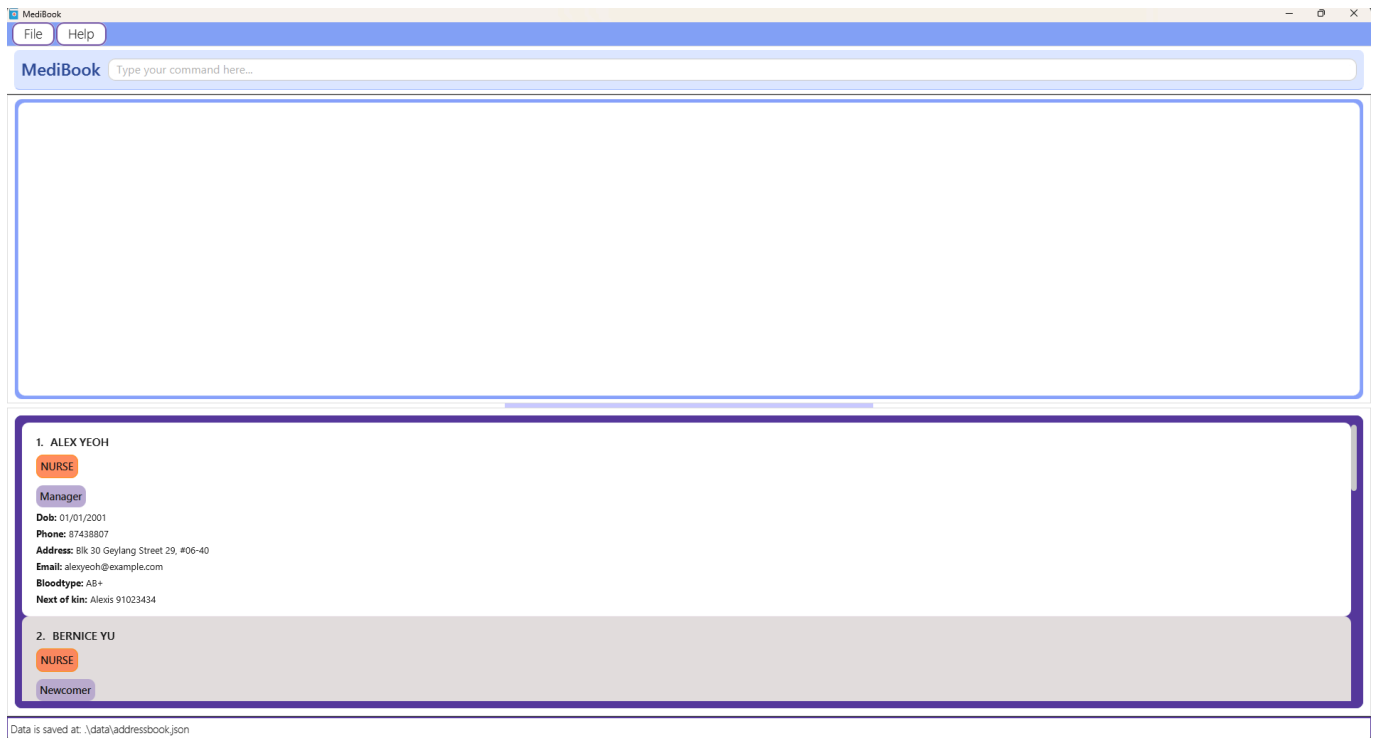 MediBook
File Help
MediBook Type your command here...
1. ALEX YEOH
NURSE
Manager
Dob: 01/01/2001
Phone: 87438807
Address: Blk 30 Geylang Street 29, #06-40
Email: alexyeoh@example.com
Bloodtype: AB+
Next of kin: Alexis 91023434
2. BERNICE YU
NURSE
Newcomer
Data is saved at: .\data\addressbook.json